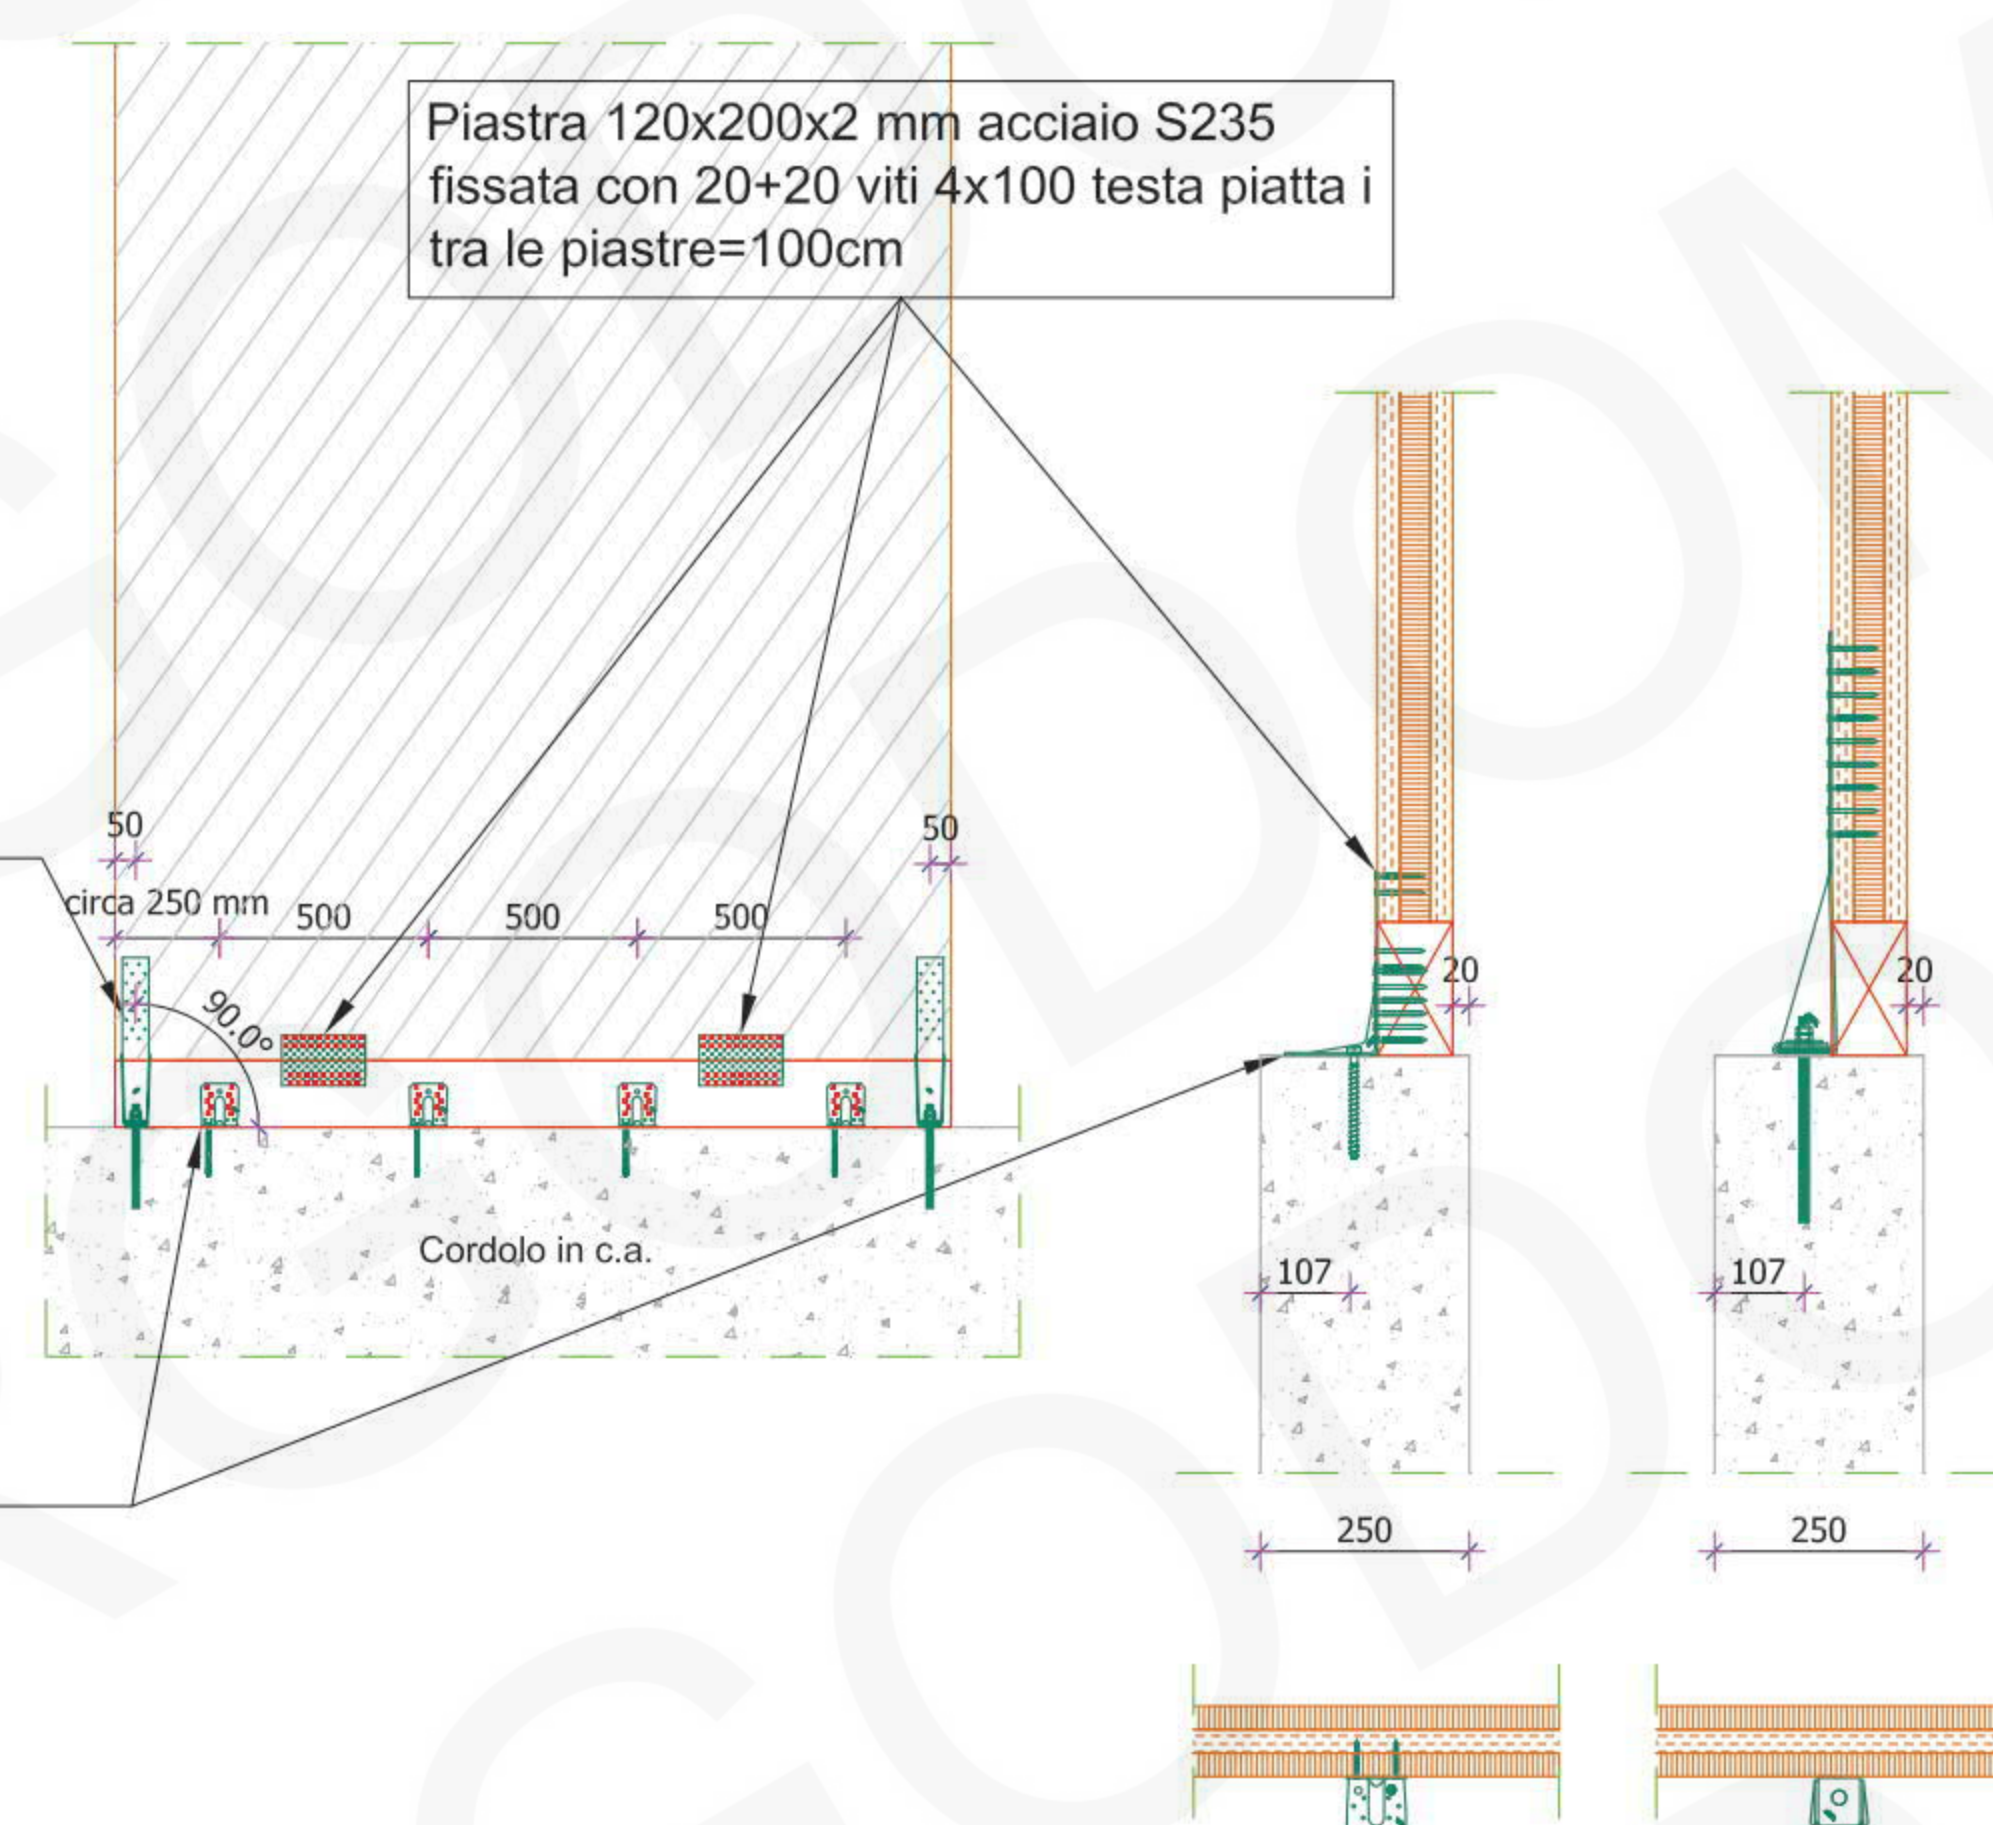 Piastra 120x200x2 mm acciaio S235
fissata con 20+20 viti 4x100 testa piatta i
tra le piastre=100cm
50
50
circa 250 mm
500
500
500
90.0°
20
20
Cordolo in c.a.
107
107
250
250